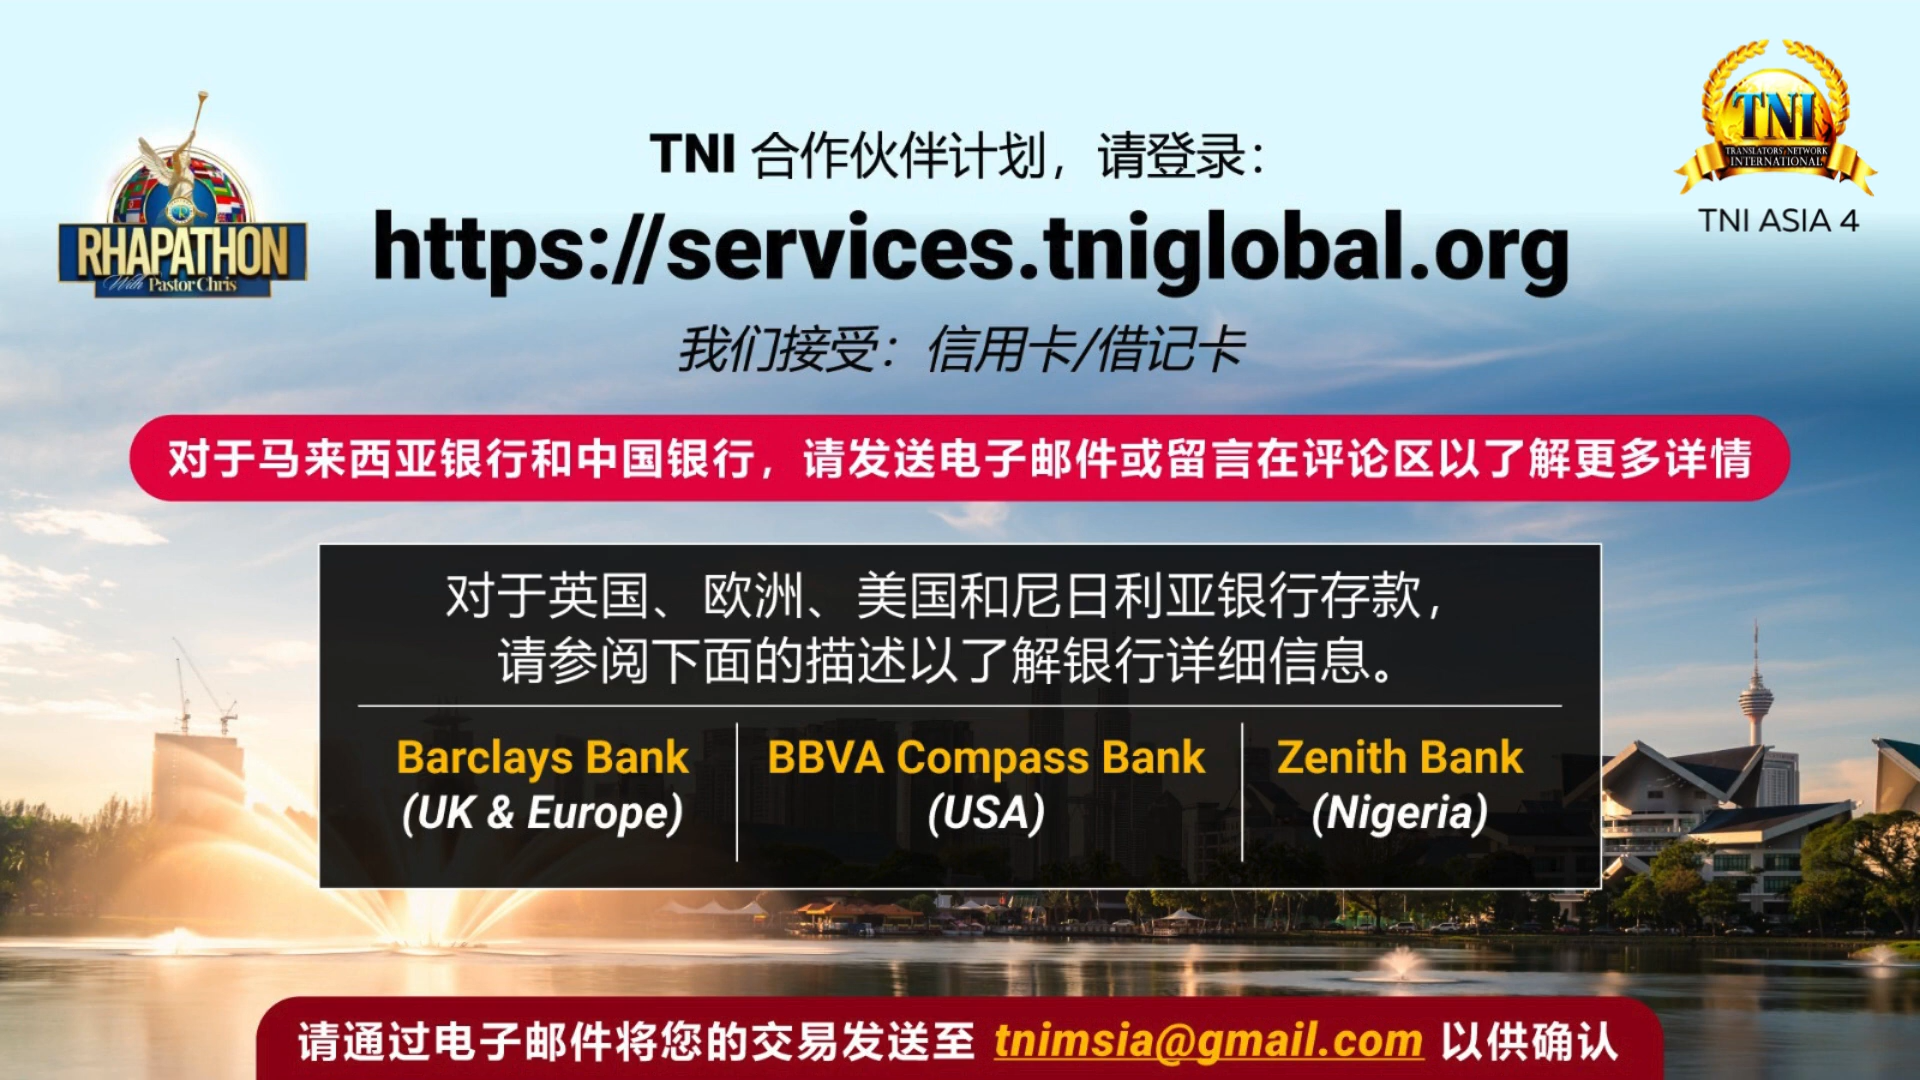 TNI 合作伙伴计划，请登录：
https://services.tniglobal.org
我们接受：信用卡/借记卡
RHAPATHON
With Pastor Chris
TNI
TRANSLATORS' NETWORK
INTERNATIONAL
TNI ASIA 4
对于马来西亚银行和中国银行，请发送电子邮件或留言在评论区以了解更多详情
对于英国、欧洲、美国和尼日利亚银行存款，
请参阅下面的描述以了解银行详细信息。
Barclays Bank
(UK & Europe)
BBVA Compass Bank
(USA)
Zenith Bank
(Nigeria)
请通过电子邮件将您的交易发送至 tnimsia@gmail.com 以供确认